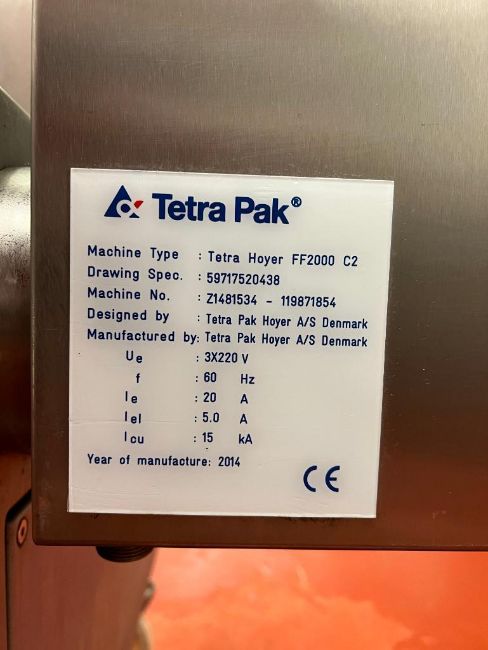 Tetra Pak®
Machine Type : Tetra Hoyer FF2000 C2
Drawing Spec. : 59717520438
Machine No. : Z1481534 - 119871854
Designed by : Tetra Pak Hoyer A/S Denmark
Manufactured by: Tetra Pak Hoyer A/S Denmark
Ue : 3X220 V
f : 60 Hz
Ie : 20 A
Iel : 5.0 A
Icu : 15 kA
Year of manufacture: 2014
CE